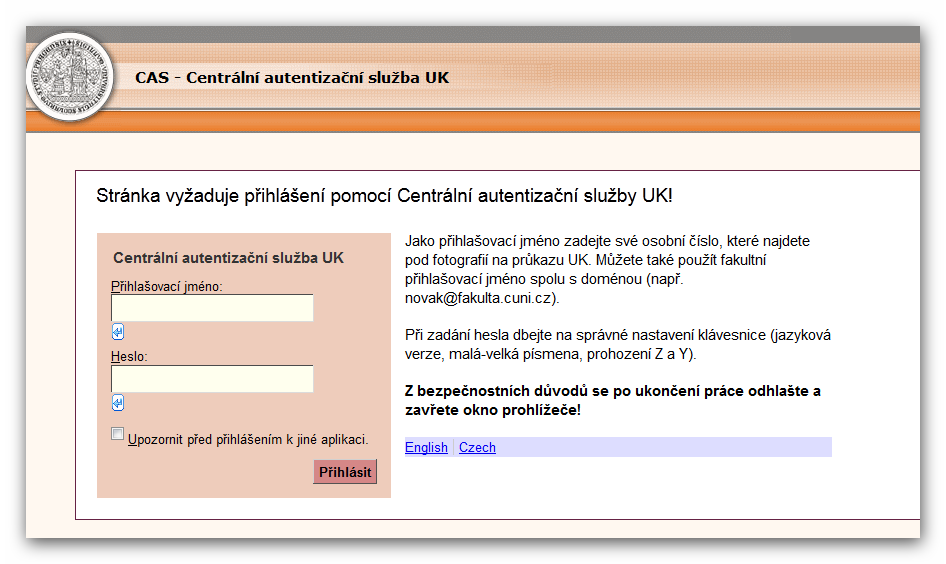 CAS - Centrální autentizační služba UK
Stránka vyžaduje přihlášení pomocí Centrální autentizační služby UK!
Centrální autentizační služba UK
Přihlašovací jméno:
Heslo:
Upozornit před přihlášením k jiné aplikaci.
Přihlásit
Jako přihlašovací jméno zadejte své osobní číslo, které najdete
pod fotografií na průkazu UK. Můžete také použít fakultní
přihlašovací jméno spolu s doménou (např.
novak@fakulta.cuni.cz).
Při zadání hesla dbejte na správné nastavení klávesnice (jazyková
verze, malá-velká písmena, prohození Z a Y).
Z bezpečnostních důvodů se po ukončení práce odhlašte a
zavřete okno prohlížeče!
English Czech